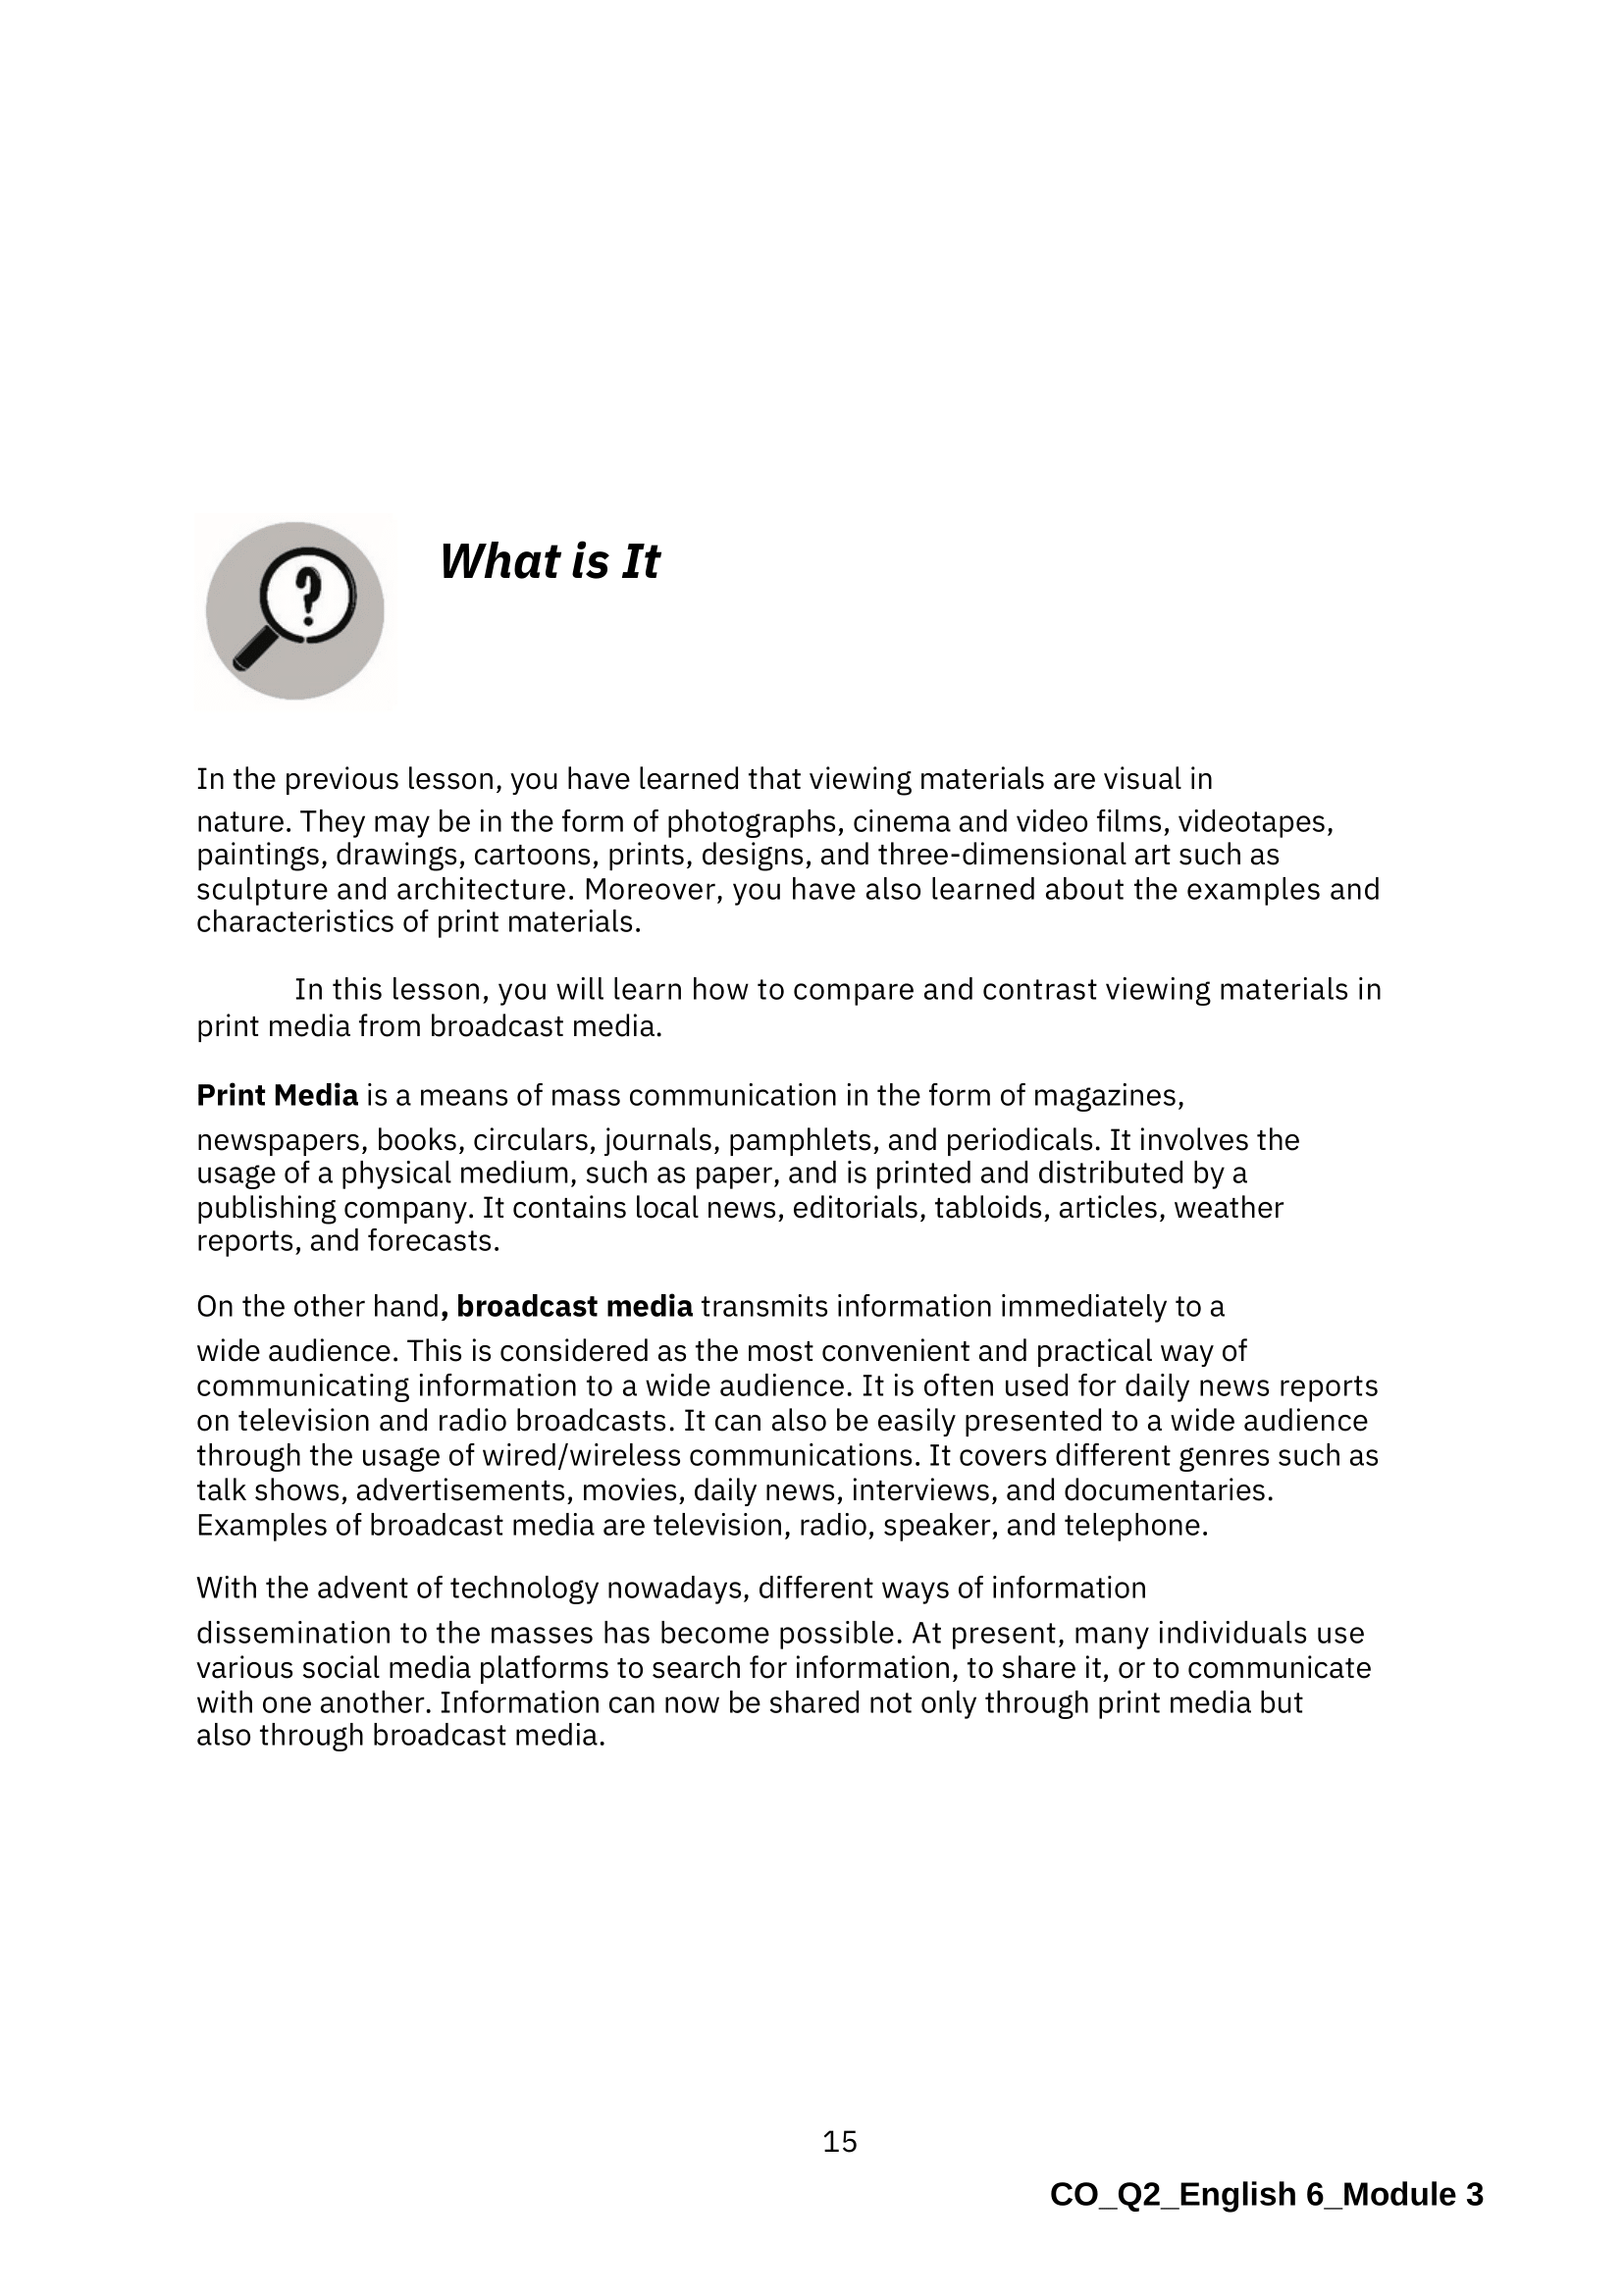 What is It
In the previous lesson, you have learned that viewing materials are visual in
nature. They may be in the form of photographs, cinema and video films, videotapes,
paintings, drawings, cartoons, prints, designs, and three-dimensional art such as
sculpture and architecture. Moreover, you have also learned about the examples and
characteristics of print materials.
In this lesson, you will learn how to compare and contrast viewing materials in
print media from broadcast media.
Print Media is a means of mass communication in the form of magazines,
newspapers, books, circulars, journals, pamphlets, and periodicals. It involves the
usage of a physical medium, such as paper, and is printed and distributed by a
publishing company. It contains local news, editorials, tabloids, articles, weather
reports, and forecasts.
On the other hand, broadcast media transmits information immediately to a
wide audience. This is considered as the most convenient and practical way of
communicating information to a wide audience. It is often used for daily news reports
on television and radio broadcasts. It can also be easily presented to a wide audience
through the usage of wired/wireless communications. It covers different genres such as
talk shows, advertisements, movies, daily news, interviews, and documentaries.
Examples of broadcast media are television, radio, speaker, and telephone.
With the advent of technology nowadays, different ways of information
dissemination to the masses has become possible. At present, many individuals use
various social media platforms to search for information, to share it, or to communicate
with one another. Information can now be shared not only through print media but
also through broadcast media.
15
CO_Q2_English 6_Module 3